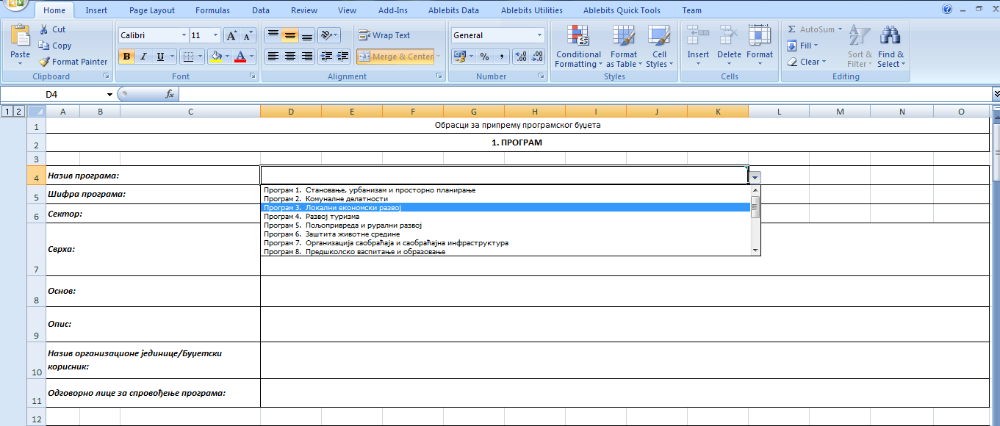 Home Insert Page Layout Formulas Data Review View Add-Ins Ablebits Data Ablebits Utilities Ablebits Quick Tools Team
Paste
Cut
Copy
Format Painter
Clipboard
Calibri 11 A A
B I U A
Font
Wrap Text
Merge & Center
Alignment
General
% ,
Number
Conditional Formatting
Format as Table
Cell Styles
Styles
Insert Delete Format
Cells
Σ AutoSum
Fill
Clear
Sort & Filter
Find & Select
Editing
D4 fx
1 2 A B C D E F G H I J K L M N O
1 Обрасци за припрему програмског буџета
2 1. ПРОГРАМ
3
4 Назив програма:
Програм 1. Становање, урбанизам и просторно планирање
Програм 2. Комуналне делатности
Програм 3. Локални економски развој
Програм 4. Развој туризма
Програм 5. Пољопривреда и рурални развој
Програм 6. Заштита животне средине
Програм 7. Организација саобраћаја и саобраћајна инфраструктура
Програм 8. Предшколско васпитање и образовање
5 Шифра програма:
6 Сектор:
7 Сврха:
8 Основ:
9 Опис:
10 Назив организационе јединице/Буџетски
корисник:
11 Одговорно лице за спровођење програма:
12